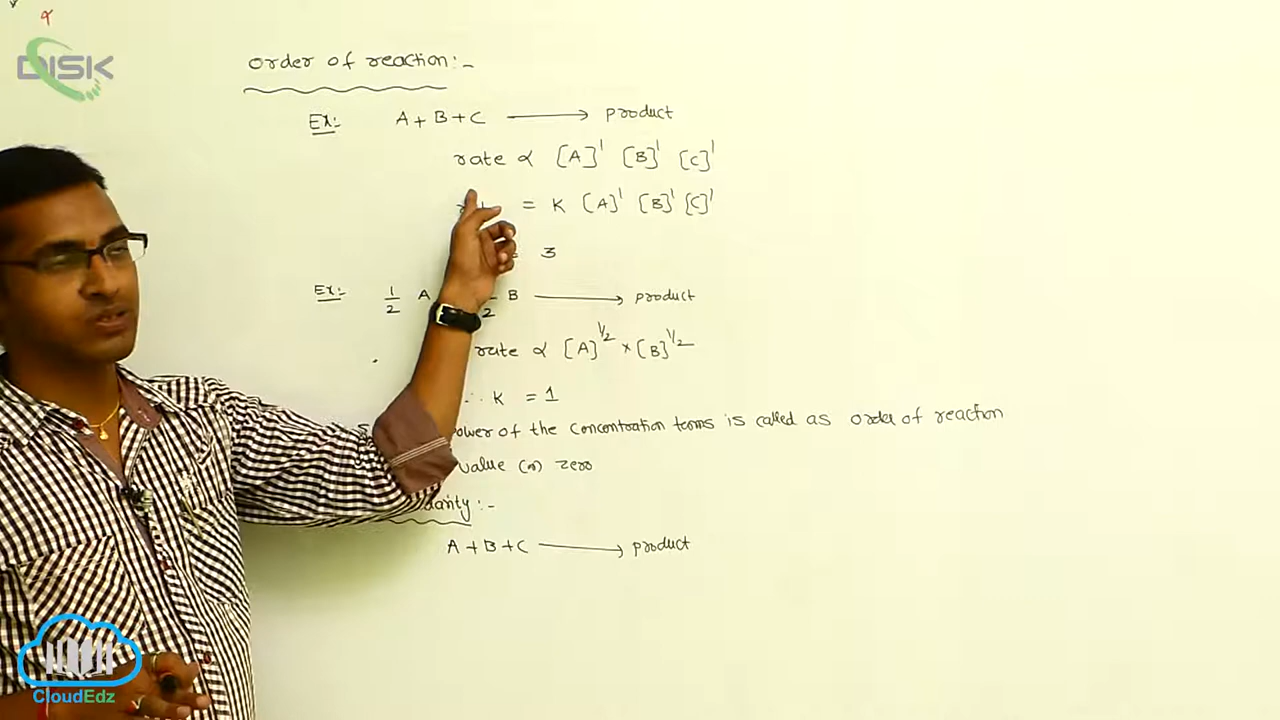 DISK
order of reaction:-
Ex:- A + B + C ⟶ product
rate ∝ [A]¹ [B]¹ [C]¹
= K [A]¹ [B]¹ [C]¹
= 3
Ex:- 1/2 A 2 B ⟶ product
rate ∝ [A]^1/2 × [B]^1/2
∴ K = 1
power of the concentration terms is called as order of reaction
value (or) zero
:-
A + B + C ⟶ product
CloudEdz